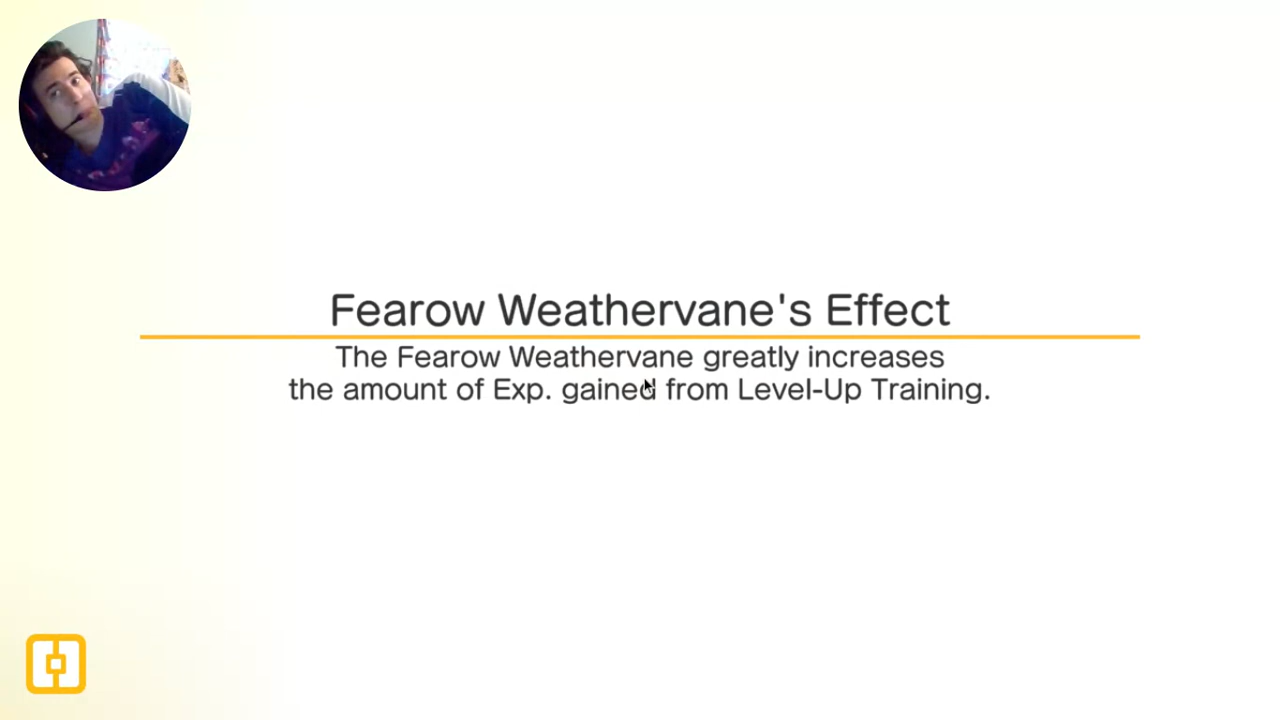 Fearow Weathervane's Effect
The Fearow Weathervane greatly increases
the amount of Exp. gained from Level-Up Training.